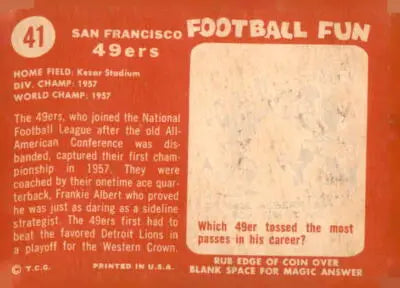 41
SAN FRANCISCO
49ers
FOOTBALL FUN
HOME FIELD: Kezar Stadium
DIV. CHAMP: 1957
WORLD CHAMP: 1957
The 49ers, who joined the National
Football League after the old All-
American Conference was dis-
banded, captured their first cham-
pionship in 1957. They were
coached by their onetime ace quar-
terback, Frankie Albert who proved
he was just as daring as a sideline
strategist. The 49ers first had to
beat the favored Detroit Lions in
a playoff for the Western Crown.
Which 49er tossed the most
passes in his career?
RUB EDGE OF COIN OVER
BLANK SPACE FOR MAGIC ANSWER
© T.C.G. PRINTED IN U.S.A.